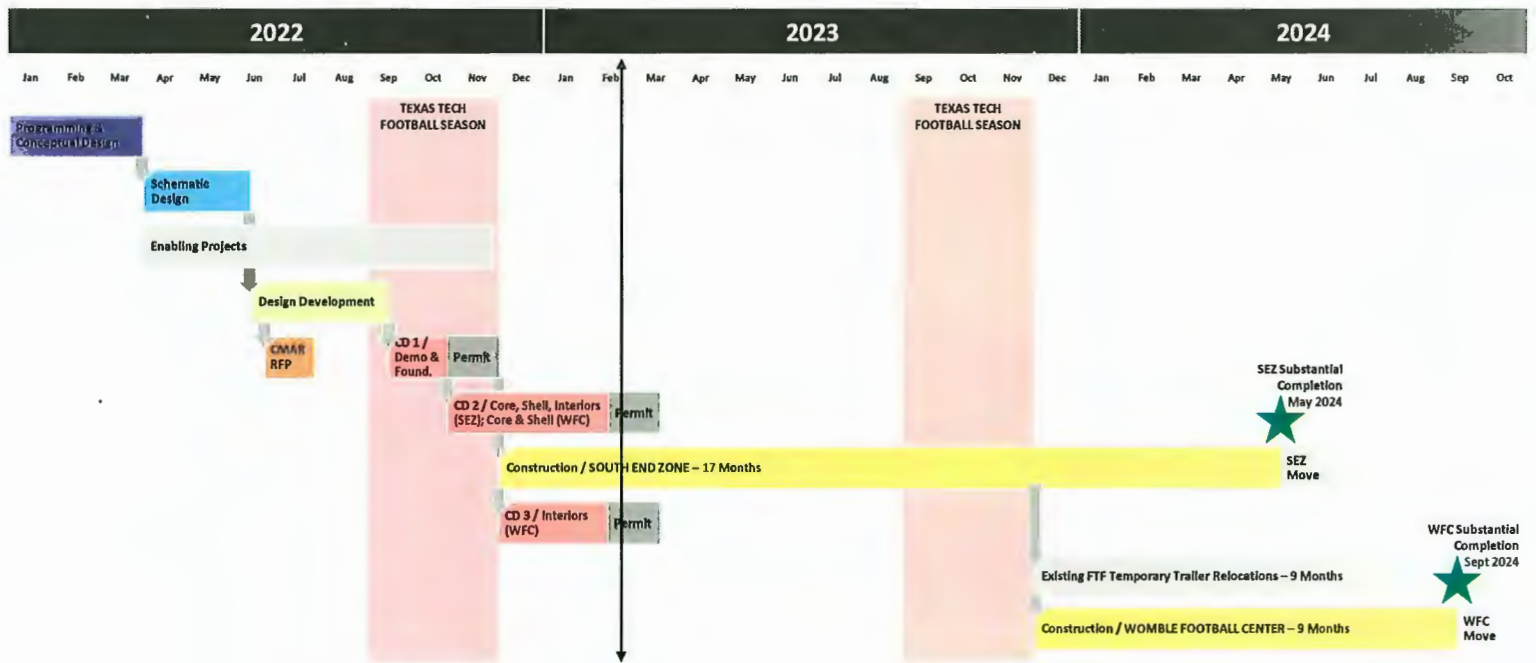 2022 2023 2024
Jan Feb Mar Apr May Jun Jul Aug Sep Oct Nov Dec Jan Feb Mar Apr May Jun Jul Aug Sep Oct Nov Dec Jan Feb Mar Apr May Jun Jul Aug Sep Oct
TEXAS TECH
FOOTBALL SEASON
TEXAS TECH
FOOTBALL SEASON
Programming &
Conceptual Design
Schematic
Design
Enabling Projects
Design Development
CMAR
RFP
CD 1 /
Demo &
Found.
Permit
SEZ Substantial
Completion
May 2024
CD 2 / Core, Shell, Interiors
(SEZ); Core & Shell (WFC)
Permit
Construction / SOUTH END ZONE – 17 Months
SEZ
Move
CD 3 / Interiors
(WFC)
Permit
WFC Substantial
Completion
Sept 2024
Existing FTF Temporary Trailer Relocations – 9 Months
Construction / WOMBLE FOOTBALL CENTER – 9 Months
WFC
Move